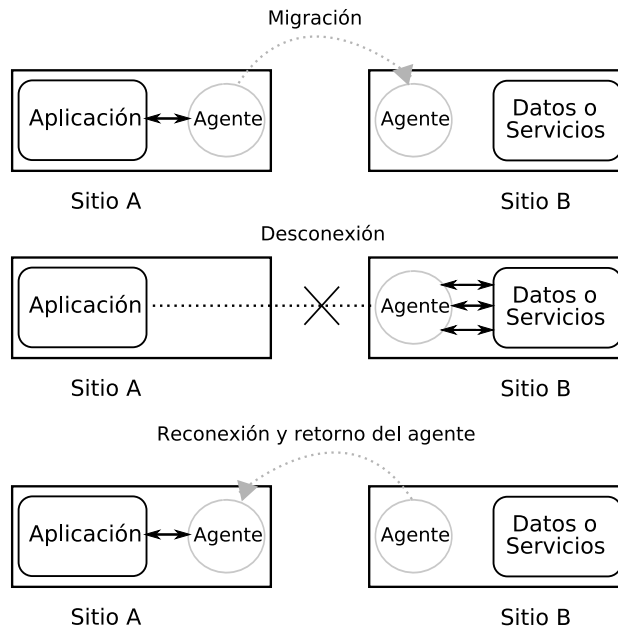 Migración
Aplicación
Agente
Agente
Datos o
Servicios
Sitio A
Sitio B
Desconexión
Aplicación
Agente
Datos o
Servicios
Sitio A
Sitio B
Reconexión y retorno del agente
Aplicación
Agente
Agente
Datos o
Servicios
Sitio A
Sitio B